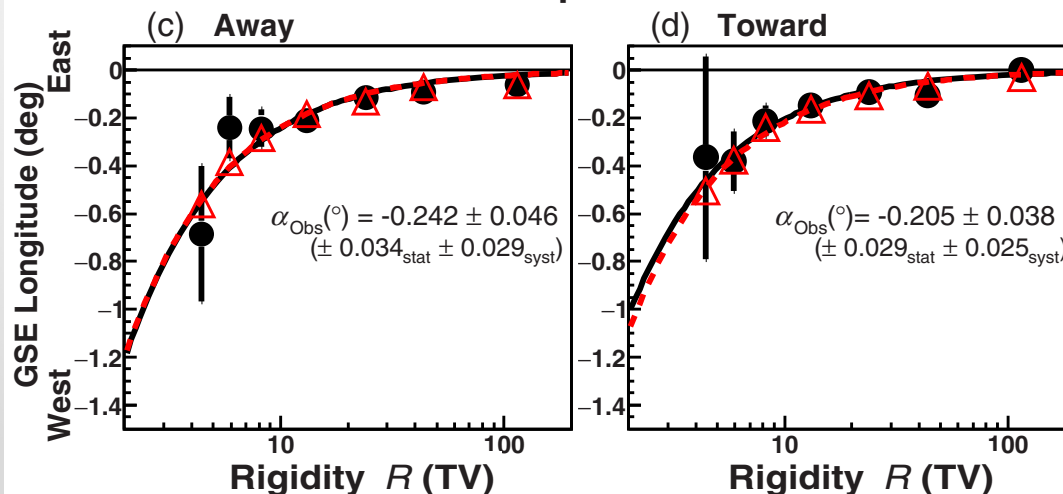 (c) Away
GSE Longitude (deg)
West
East
0
−0.2
−0.4
−0.6
−0.8
−1
−1.2
−1.4
α_Obs(°) = -0.242 ± 0.046
(± 0.034_stat ± 0.029_syst)
10
100
Rigidity R (TV)
(d) Toward
0
−0.2
−0.4
−0.6
−0.8
−1
−1.2
−1.4
α_Obs(°)= -0.205 ± 0.038
(± 0.029_stat ± 0.025_syst)
10
100
Rigidity R (TV)